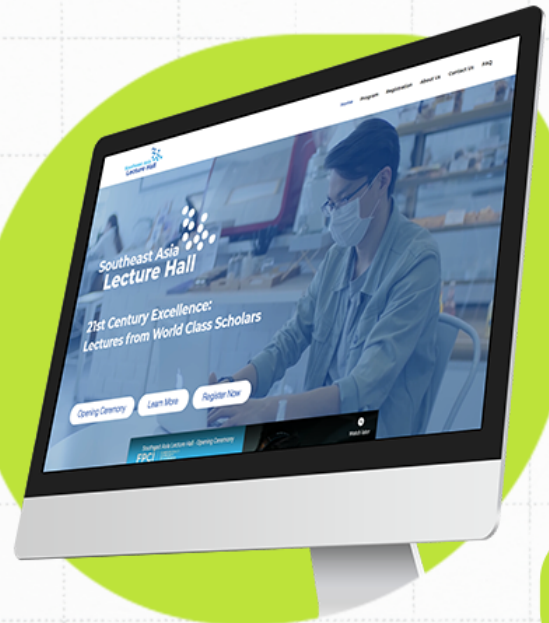 Home Program Registration About Us Contact Us FAQ
Southeast Asia
Lecture Hall
Southeast Asia
Lecture Hall
21st Century Excellence:
Lectures from World Class Scholars
Opening Ceremony Learn More Register Now
Southeast Asia Lecture Hall - Opening Ceremony
Watch later
FPCI